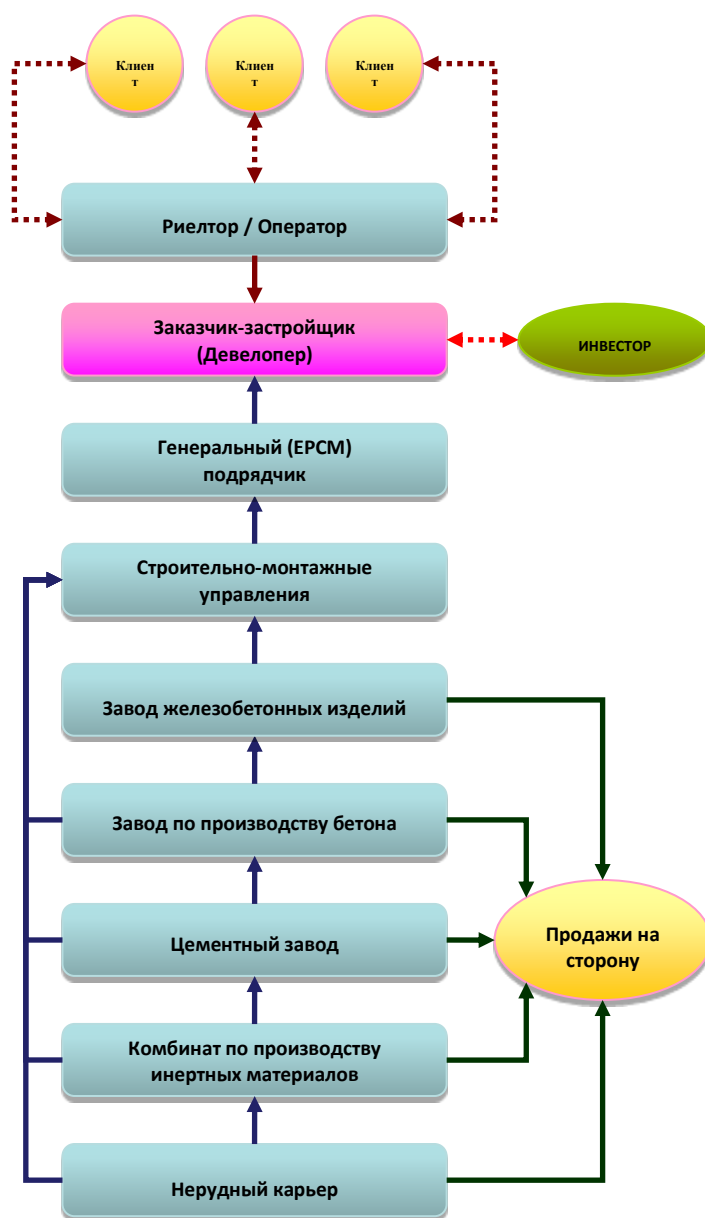 Клиен
т
Клиен
т
Клиен
т
Риелтор / Оператор
Заказчик-застройщик
(Девелопер)
ИНВЕСТОР
Генеральный (EPCM)
подрядчик
Строительно-монтажные
управления
Завод железобетонных изделий
Завод по производству бетона
Цементный завод
Продажи на
сторону
Комбинат по производству
инертных материалов
Нерудный карьер